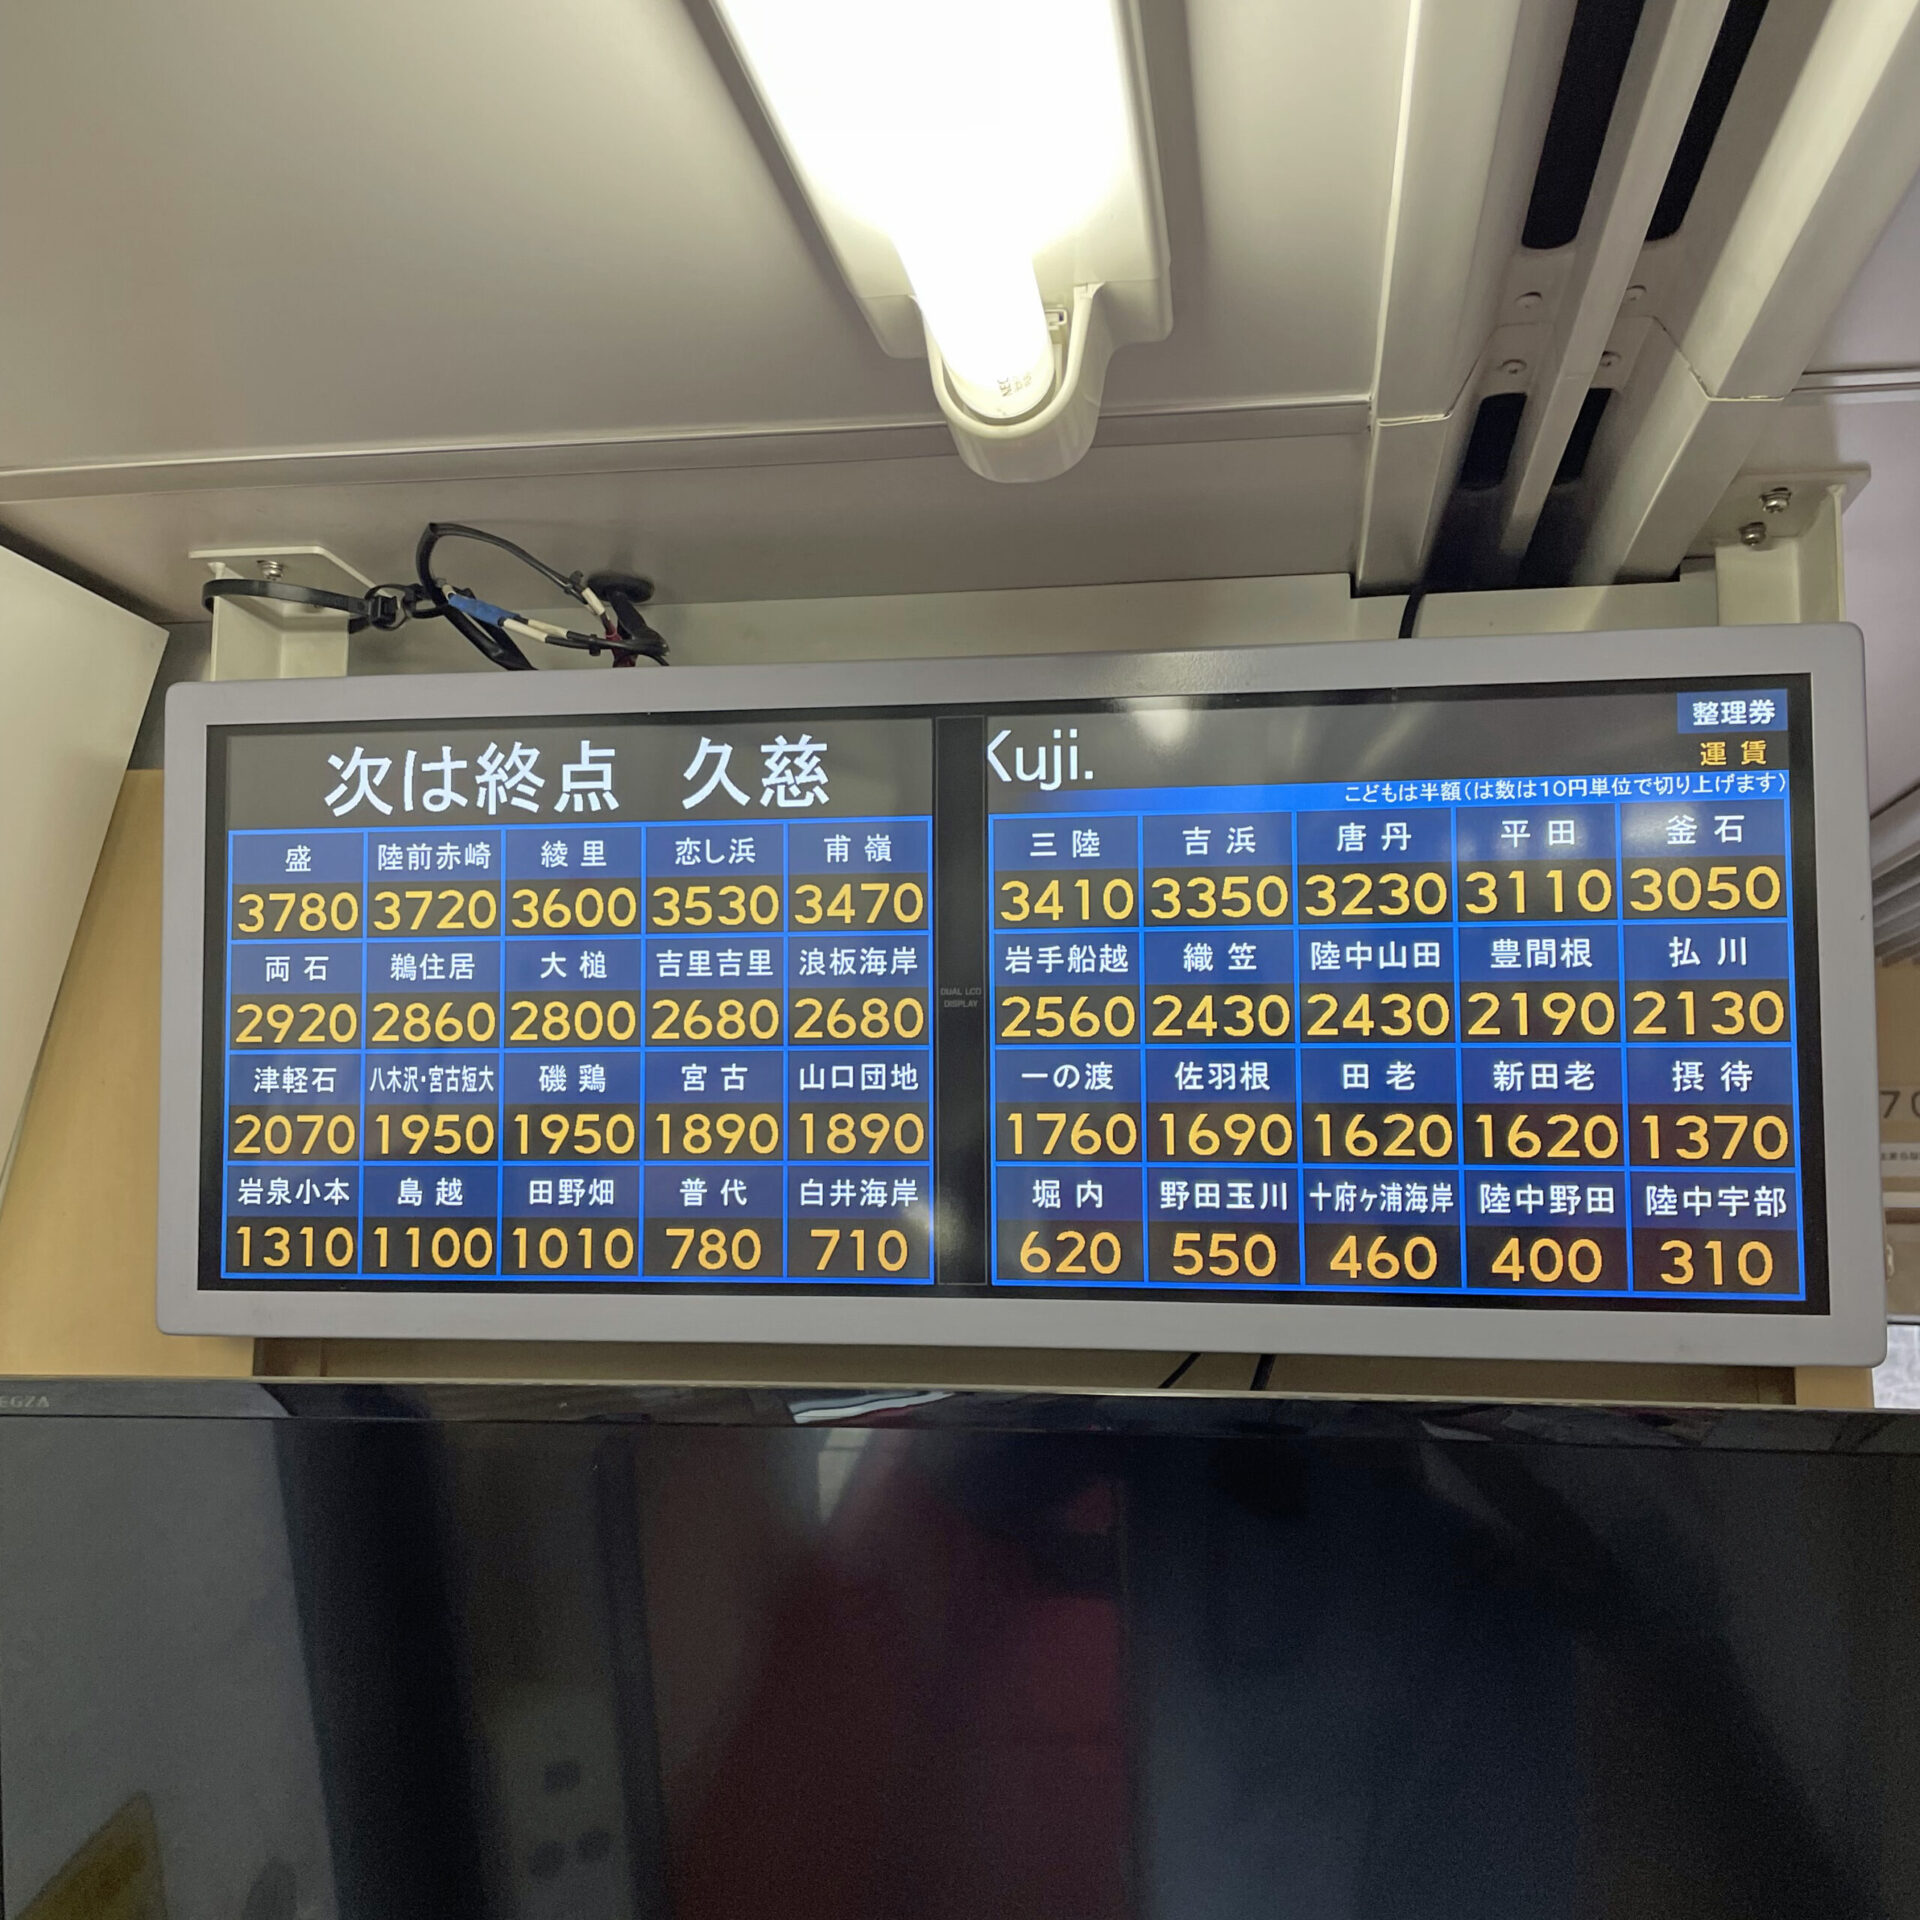 NEC
次は終点　久慈
Kuji.
整理券
運賃
こどもは半額(は数は10円単位で切り上げます)
盛 陸前赤崎 綾里 恋し浜 甫嶺 三陸 吉浜 唐丹 平田 釜石
3780 3720 3600 3530 3470 3410 3350 3230 3110 3050
両石 鵜住居 大槌 吉里吉里 浪板海岸 岩手船越 織笠 陸中山田 豊間根 払川
2920 2860 2800 2680 2680 2560 2430 2430 2190 2130
DUAL LCD
DISPLAY
津軽石 八木沢・宮古短大 磯鶏 宮古 山口団地 一の渡 佐羽根 田老 新田老 摂待
2070 1950 1950 1890 1890 1760 1690 1620 1620 1370
岩泉小本 島越 田野畑 普代 白井海岸 堀内 野田玉川 十府ヶ浦海岸 陸中野田 陸中宇部
1310 1100 1010 780 710 620 550 460 400 310
EGZA